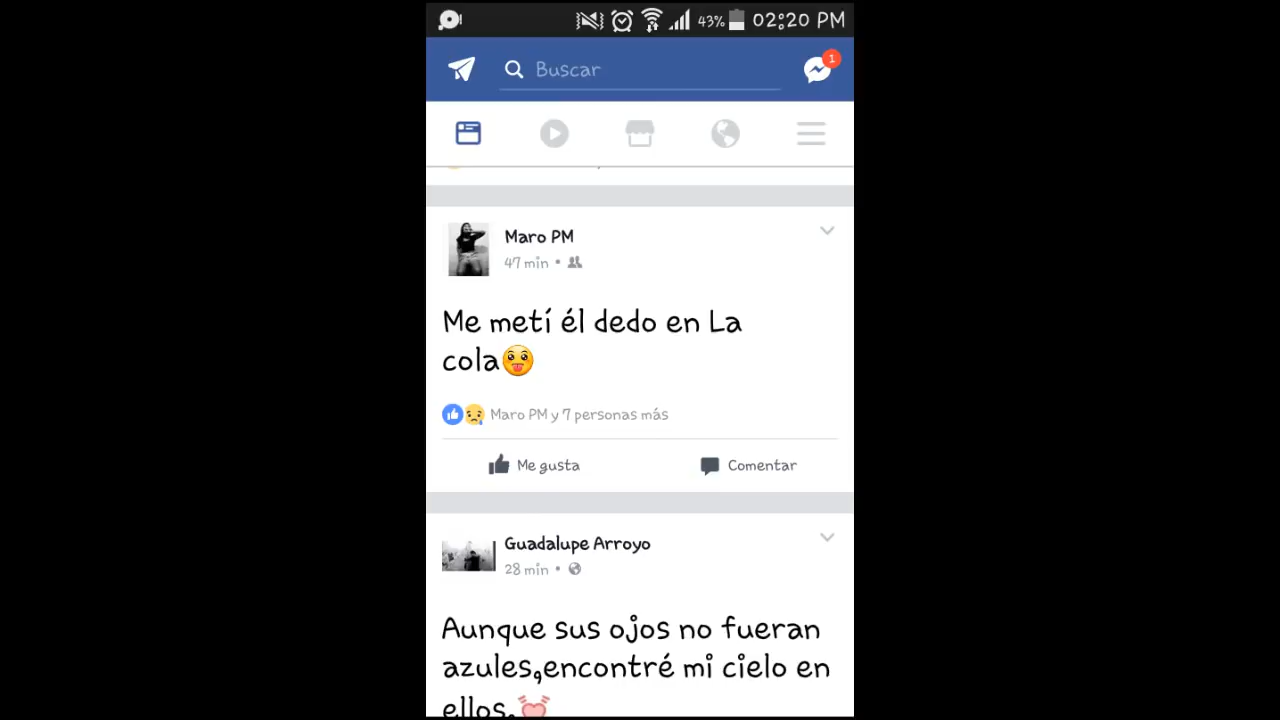 43% 02:20 PM
Buscar
1
Maro PM
47 min
Me metí él dedo en La
cola
Maro PM y 7 personas más
Me gusta Comentar
Guadalupe Arroyo
28 min
Aunque sus ojos no fueran
azules,encontré mi cielo en
ellos.